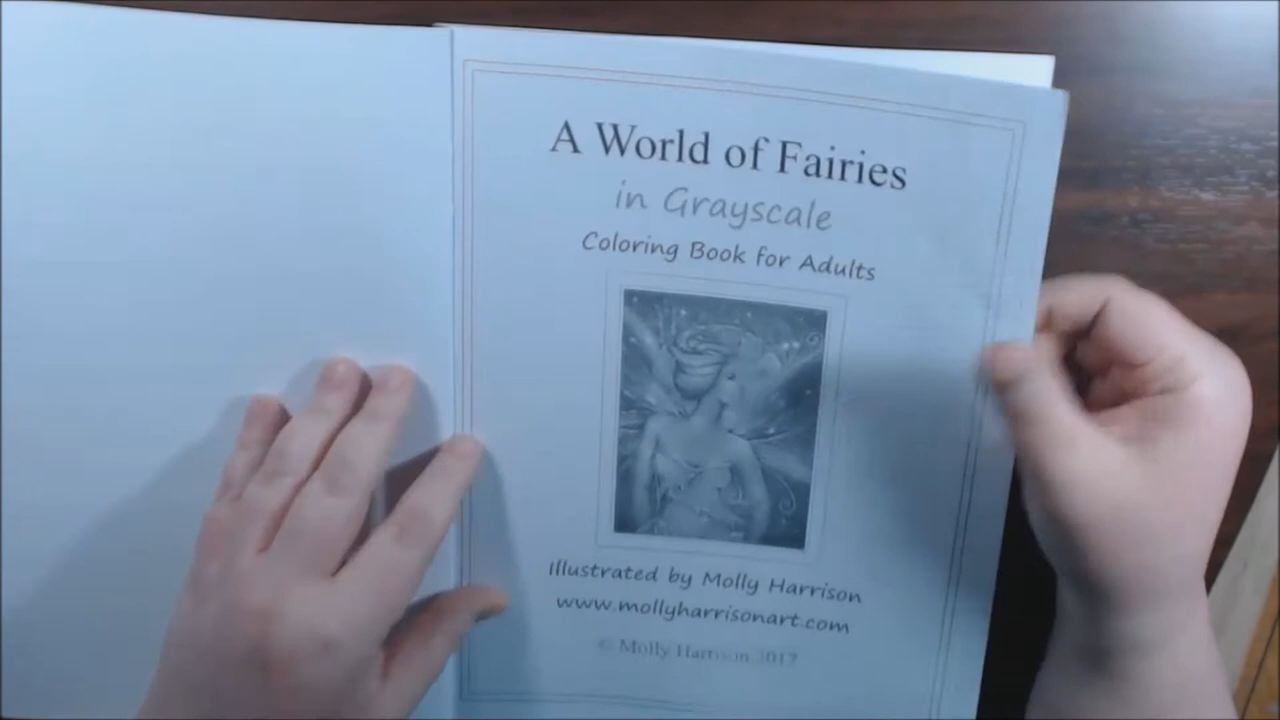 A World of Fairies
in Grayscale
Coloring Book for Adults
Illustrated by Molly Harrison
www.mollyharrisonart.com
© Molly Harrison 2017